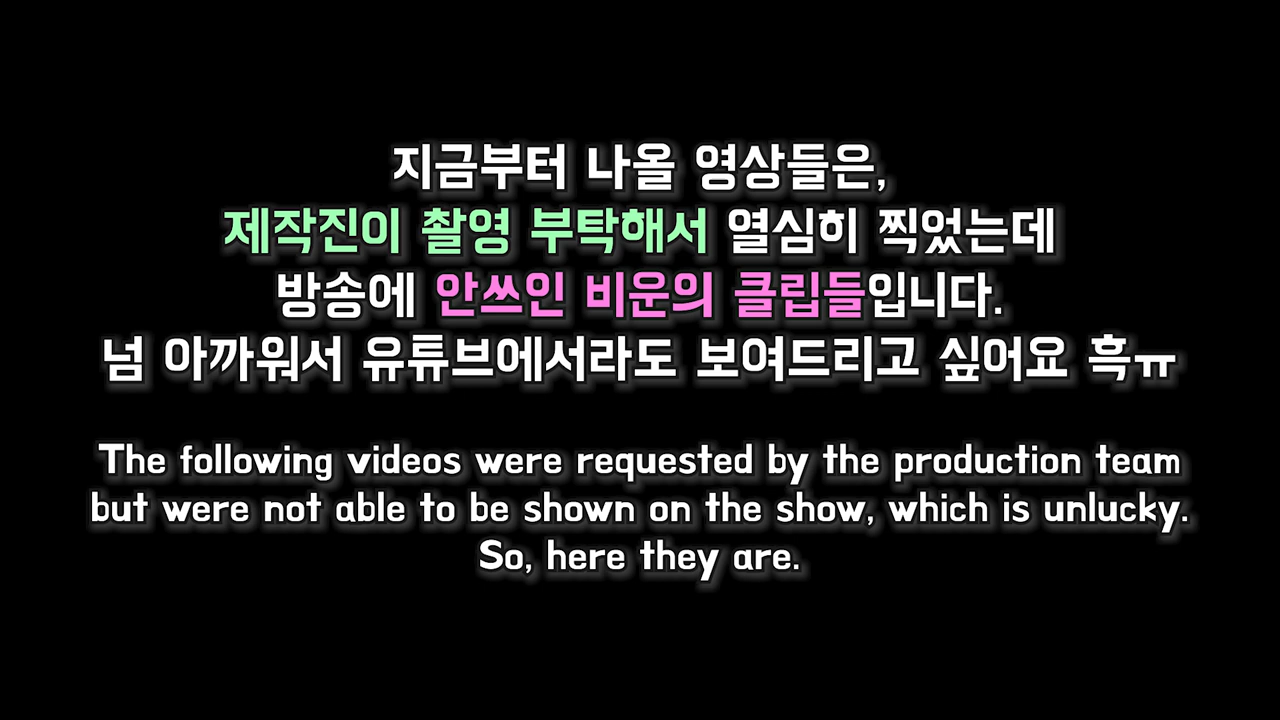 지금부터 나올 영상들은,
제작진이 촬영 부탁해서 열심히 찍었는데
방송에 안쓰인 비운의 클립들입니다.
넘 아까워서 유튜브에서라도 보여드리고 싶어요 흑ㅠ
The following videos were requested by the production team
but were not able to be shown on the show, which is unlucky.
So, here they are.